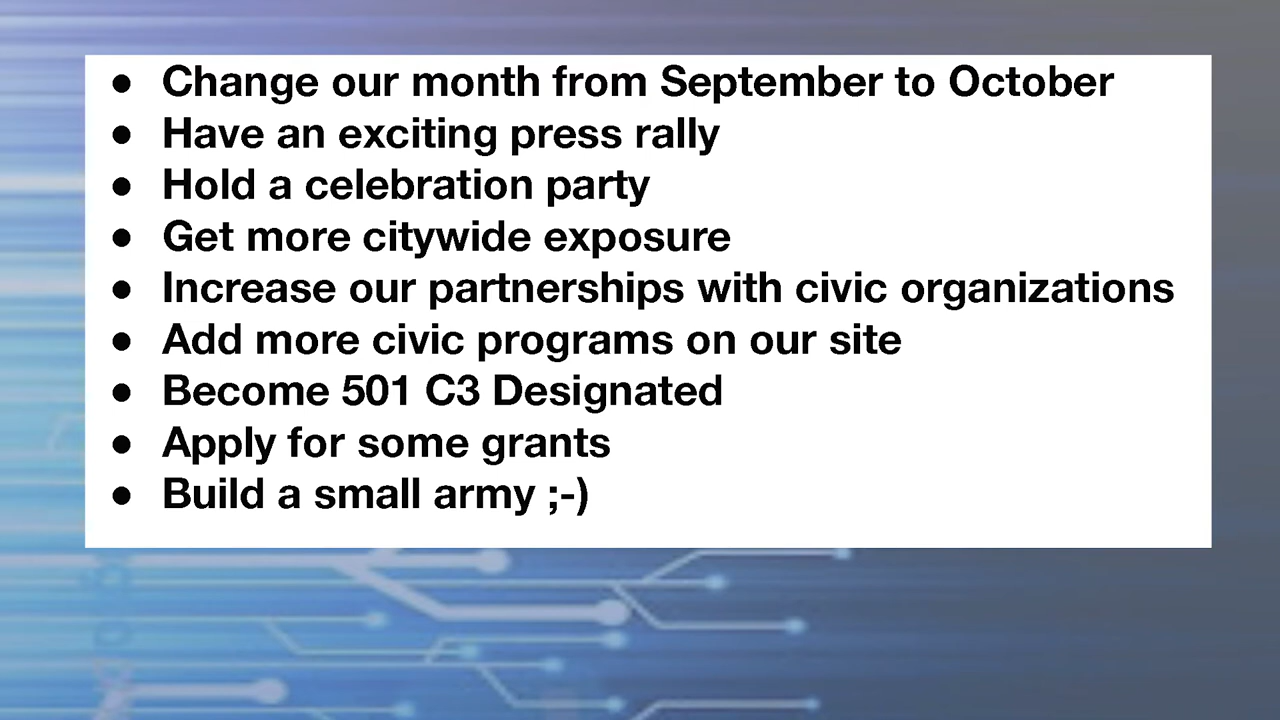 ● Change our month from September to October
● Have an exciting press rally
● Hold a celebration party
● Get more citywide exposure
● Increase our partnerships with civic organizations
● Add more civic programs on our site
● Become 501 C3 Designated
● Apply for some grants
● Build a small army ;-)